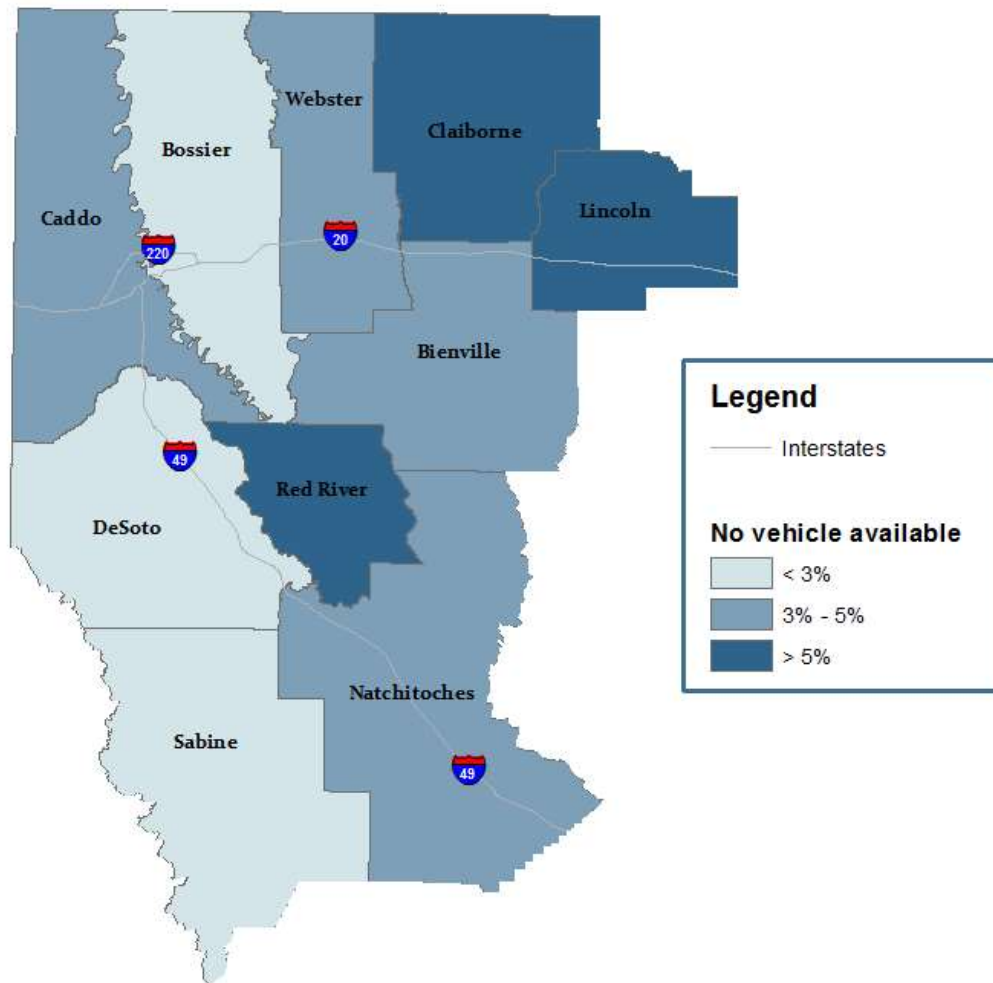 Webster
Claiborne
Bossier
Lincoln
Caddo
20
220
Bienville
Legend
Interstates
49
Red River
DeSoto
No vehicle available
< 3%
3% - 5%
> 5%
Natchitoches
Sabine
49